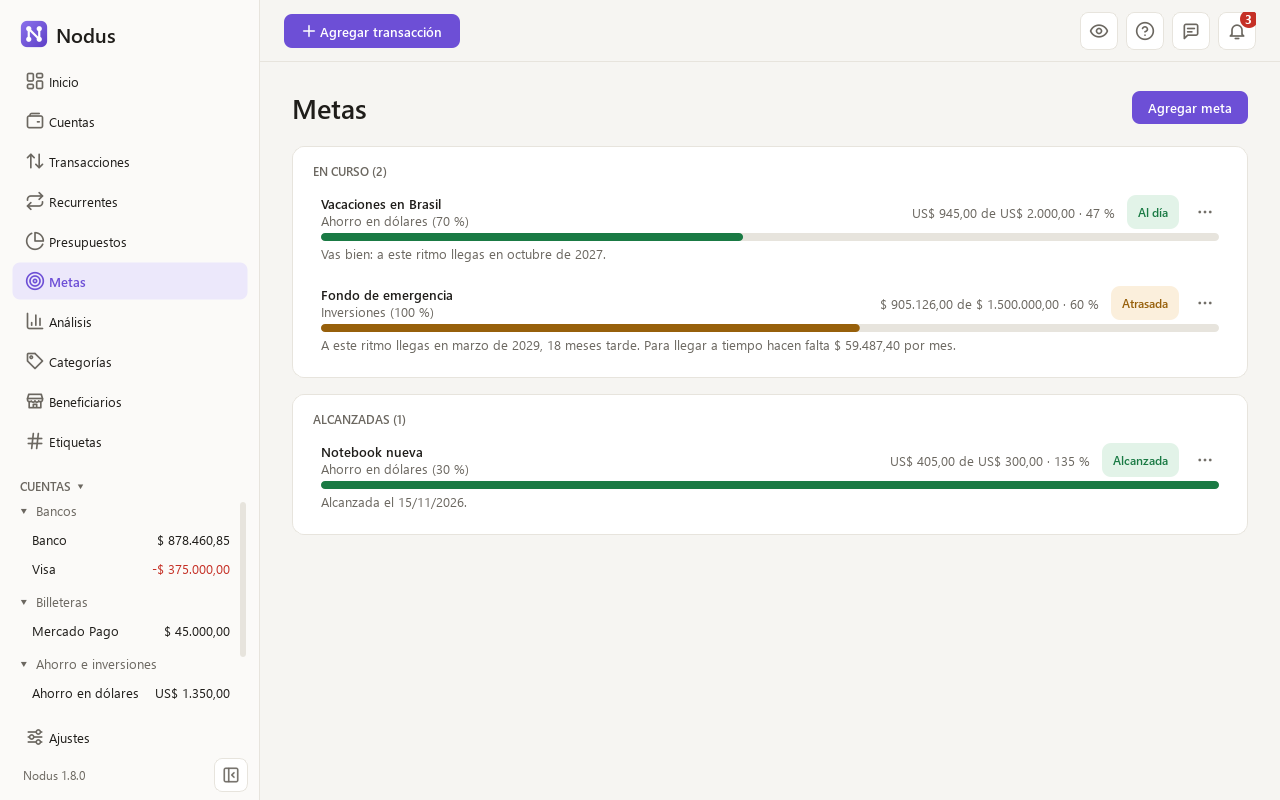 Nodus
Inicio
Cuentas
Transacciones
Recurrentes
Presupuestos
Metas
Análisis
Categorías
Beneficiarios
Etiquetas
CUENTAS
Bancos
Banco $ 878.460,85
Visa -$ 375.000,00
Billeteras
Mercado Pago $ 45.000,00
Ahorro e inversiones
Ahorro en dólares US$ 1.350,00
Ajustes
Nodus 1.8.0
Agregar transacción
3
Metas
Agregar meta
EN CURSO (2)
Vacaciones en Brasil
Ahorro en dólares (70 %)
US$ 945,00 de US$ 2.000,00 · 47 %
Al día
Vas bien: a este ritmo llegas en octubre de 2027.
Fondo de emergencia
Inversiones (100 %)
$ 905.126,00 de $ 1.500.000,00 · 60 %
Atrasada
A este ritmo llegas en marzo de 2029, 18 meses tarde. Para llegar a tiempo hacen falta $ 59.487,40 por mes.
ALCANZADAS (1)
Notebook nueva
Ahorro en dólares (30 %)
US$ 405,00 de US$ 300,00 · 135 %
Alcanzada
Alcanzada el 15/11/2026.